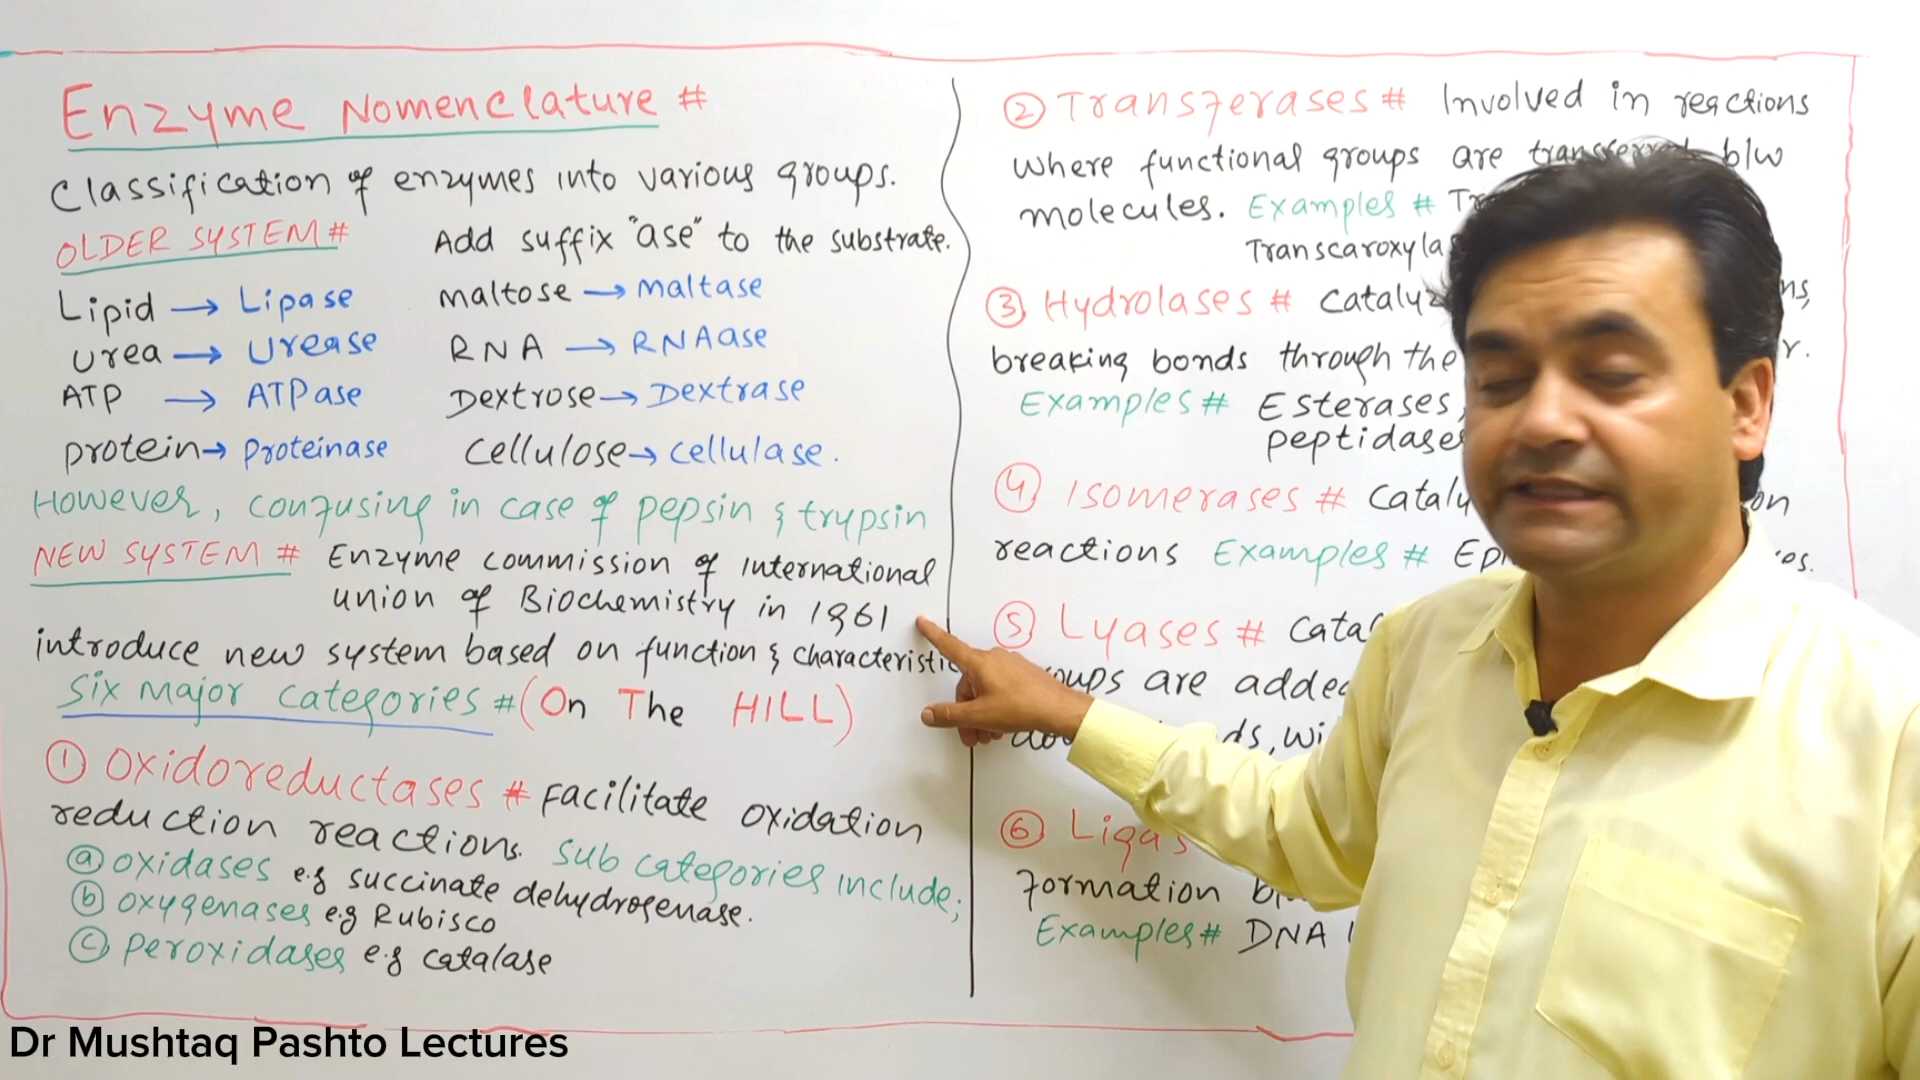 Enzyme Nomenclature #
Classification of enzymes into various groups.
OLDER SYSTEM # Add suffix "ase" to the substrate.
Lipid → Lipase maltose → maltase
Urea → Urease RNA → RNAase
ATP → ATPase Dextrose → Dextrase
protein → proteinase cellulose → cellulase.
However, confusing in case of pepsin & trypsin
NEW SYSTEM # Enzyme commission of International
union of Biochemistry in 1961
introduce new system based on function &
Six Major Categories # (On The HILL)
① Oxidoreductases # Facilitate oxidation
reduction reactions. Sub categories include;
ⓐ oxidases e.g succinate dehydrogenase.
ⓑ oxygenases e.g Rubisco
ⓒ peroxidases e.g catalase
② Transferases # Involved in reactions
where functional groups are transferred b/w
molecules. Examples #
③ Hydrolases #
breaking bonds through the
Examples # Esterases,
④ Isomerases #
reactions Examples #
⑤ Lyases #
are added
⑥
formation
Examples # DNA
Dr Mushtaq Pashto Lectures